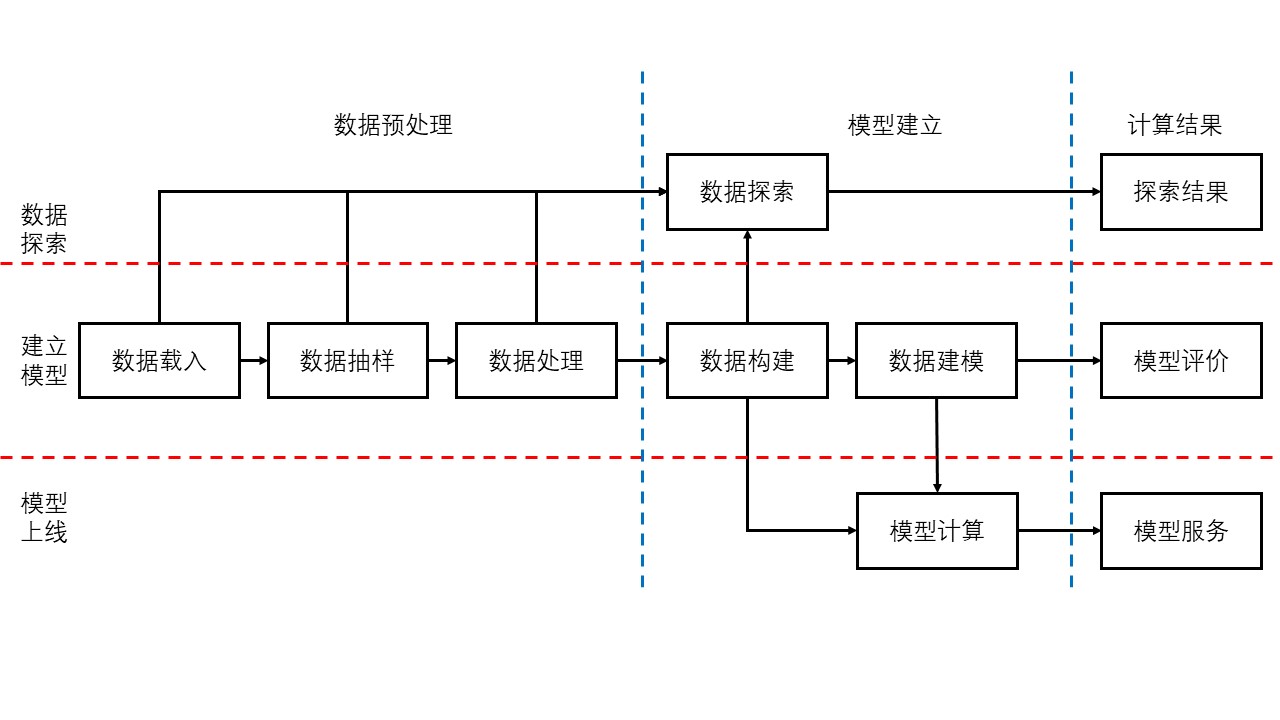 数据预处理
模型建立
计算结果
数据探索
探索结果
数据
探索
建立
模型
数据载入
数据抽样
数据处理
数据构建
数据建模
模型评价
模型
上线
模型计算
模型服务